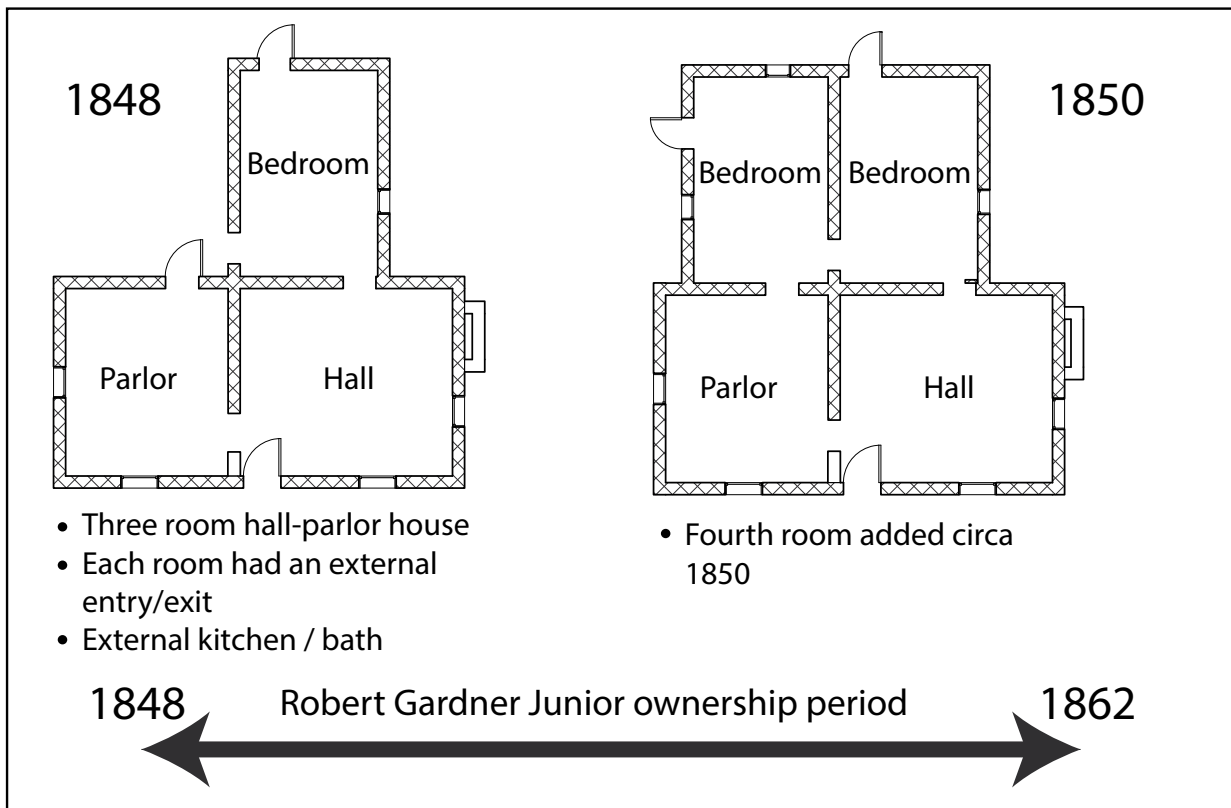 1848
Bedroom
Parlor
Hall
• Three room hall-parlor house
• Each room had an external
entry/exit
• External kitchen / bath
1850
Bedroom
Bedroom
Parlor
Hall
• Fourth room added circa
1850
1848
Robert Gardner Junior ownership period
1862